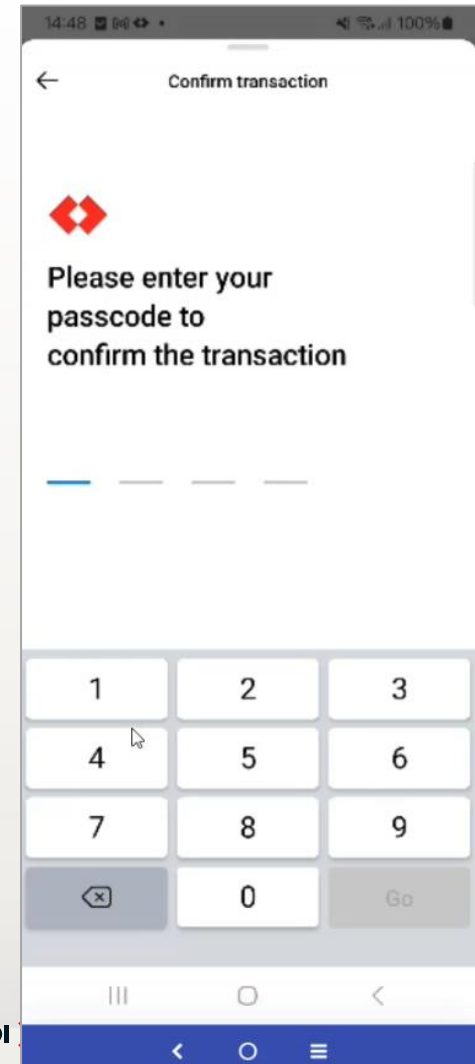 14:48 100%
Confirm transaction
Please enter your
passcode to
confirm the transaction
1 2 3
4 5 6
7 8 9
0 Go